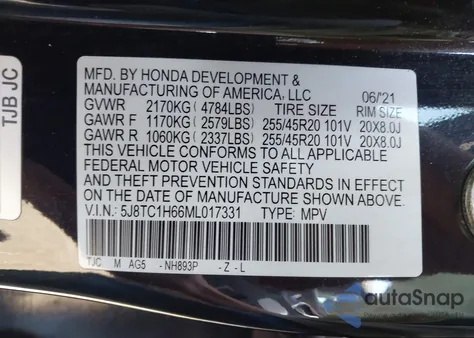 TJB JC
MFD. BY HONDA DEVELOPMENT &
MANUFACTURING OF AMERICA, LLC 06/'21
GVWR 2170KG (4784LBS) TIRE SIZE RIM SIZE
GAWR F 1170KG (2579LBS) 255/45R20 101V 20X8.0J
GAWR R 1060KG (2337LBS) 255/45R20 101V 20X8.0J
THIS VEHICLE CONFORMS TO ALL APPLICABLE
FEDERAL MOTOR VEHICLE SAFETY
AND THEFT PREVENTION STANDARDS IN EFFECT
ON THE DATE OF MANUFACTURE SHOWN ABOVE.
V.I.N.: 5J8TC1H66ML017331 TYPE: MPV
TJC M AG5 -NH893P -Z - L
autoSnap